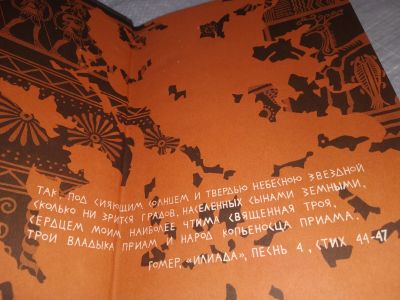 ТАК, ПОД СИЯЮЩИМ СОЛНЦЕМ И ТВЕРДЬЮ НЕБЕСНОЮ ЗВЕЗДНОЙ
СКОЛЬКО НИ ЗРИТСЯ ГРАДОВ, НАСЕЛЕННЫХ СЫНАМИ ЗЕМНЫМИ,
СЕРДЦЕМ МОИМ НАИБОЛЕЕ ЧТИМА СВЯЩЕННАЯ ТРОЯ,
ТРОИ ВЛАДЫКА ПРИАМ И НАРОД КОПЬЕНОСЦА ПРИАМА.
ГОМЕР, «ИЛИАДА», ПЕСНЬ 4, СТИХ 44-47